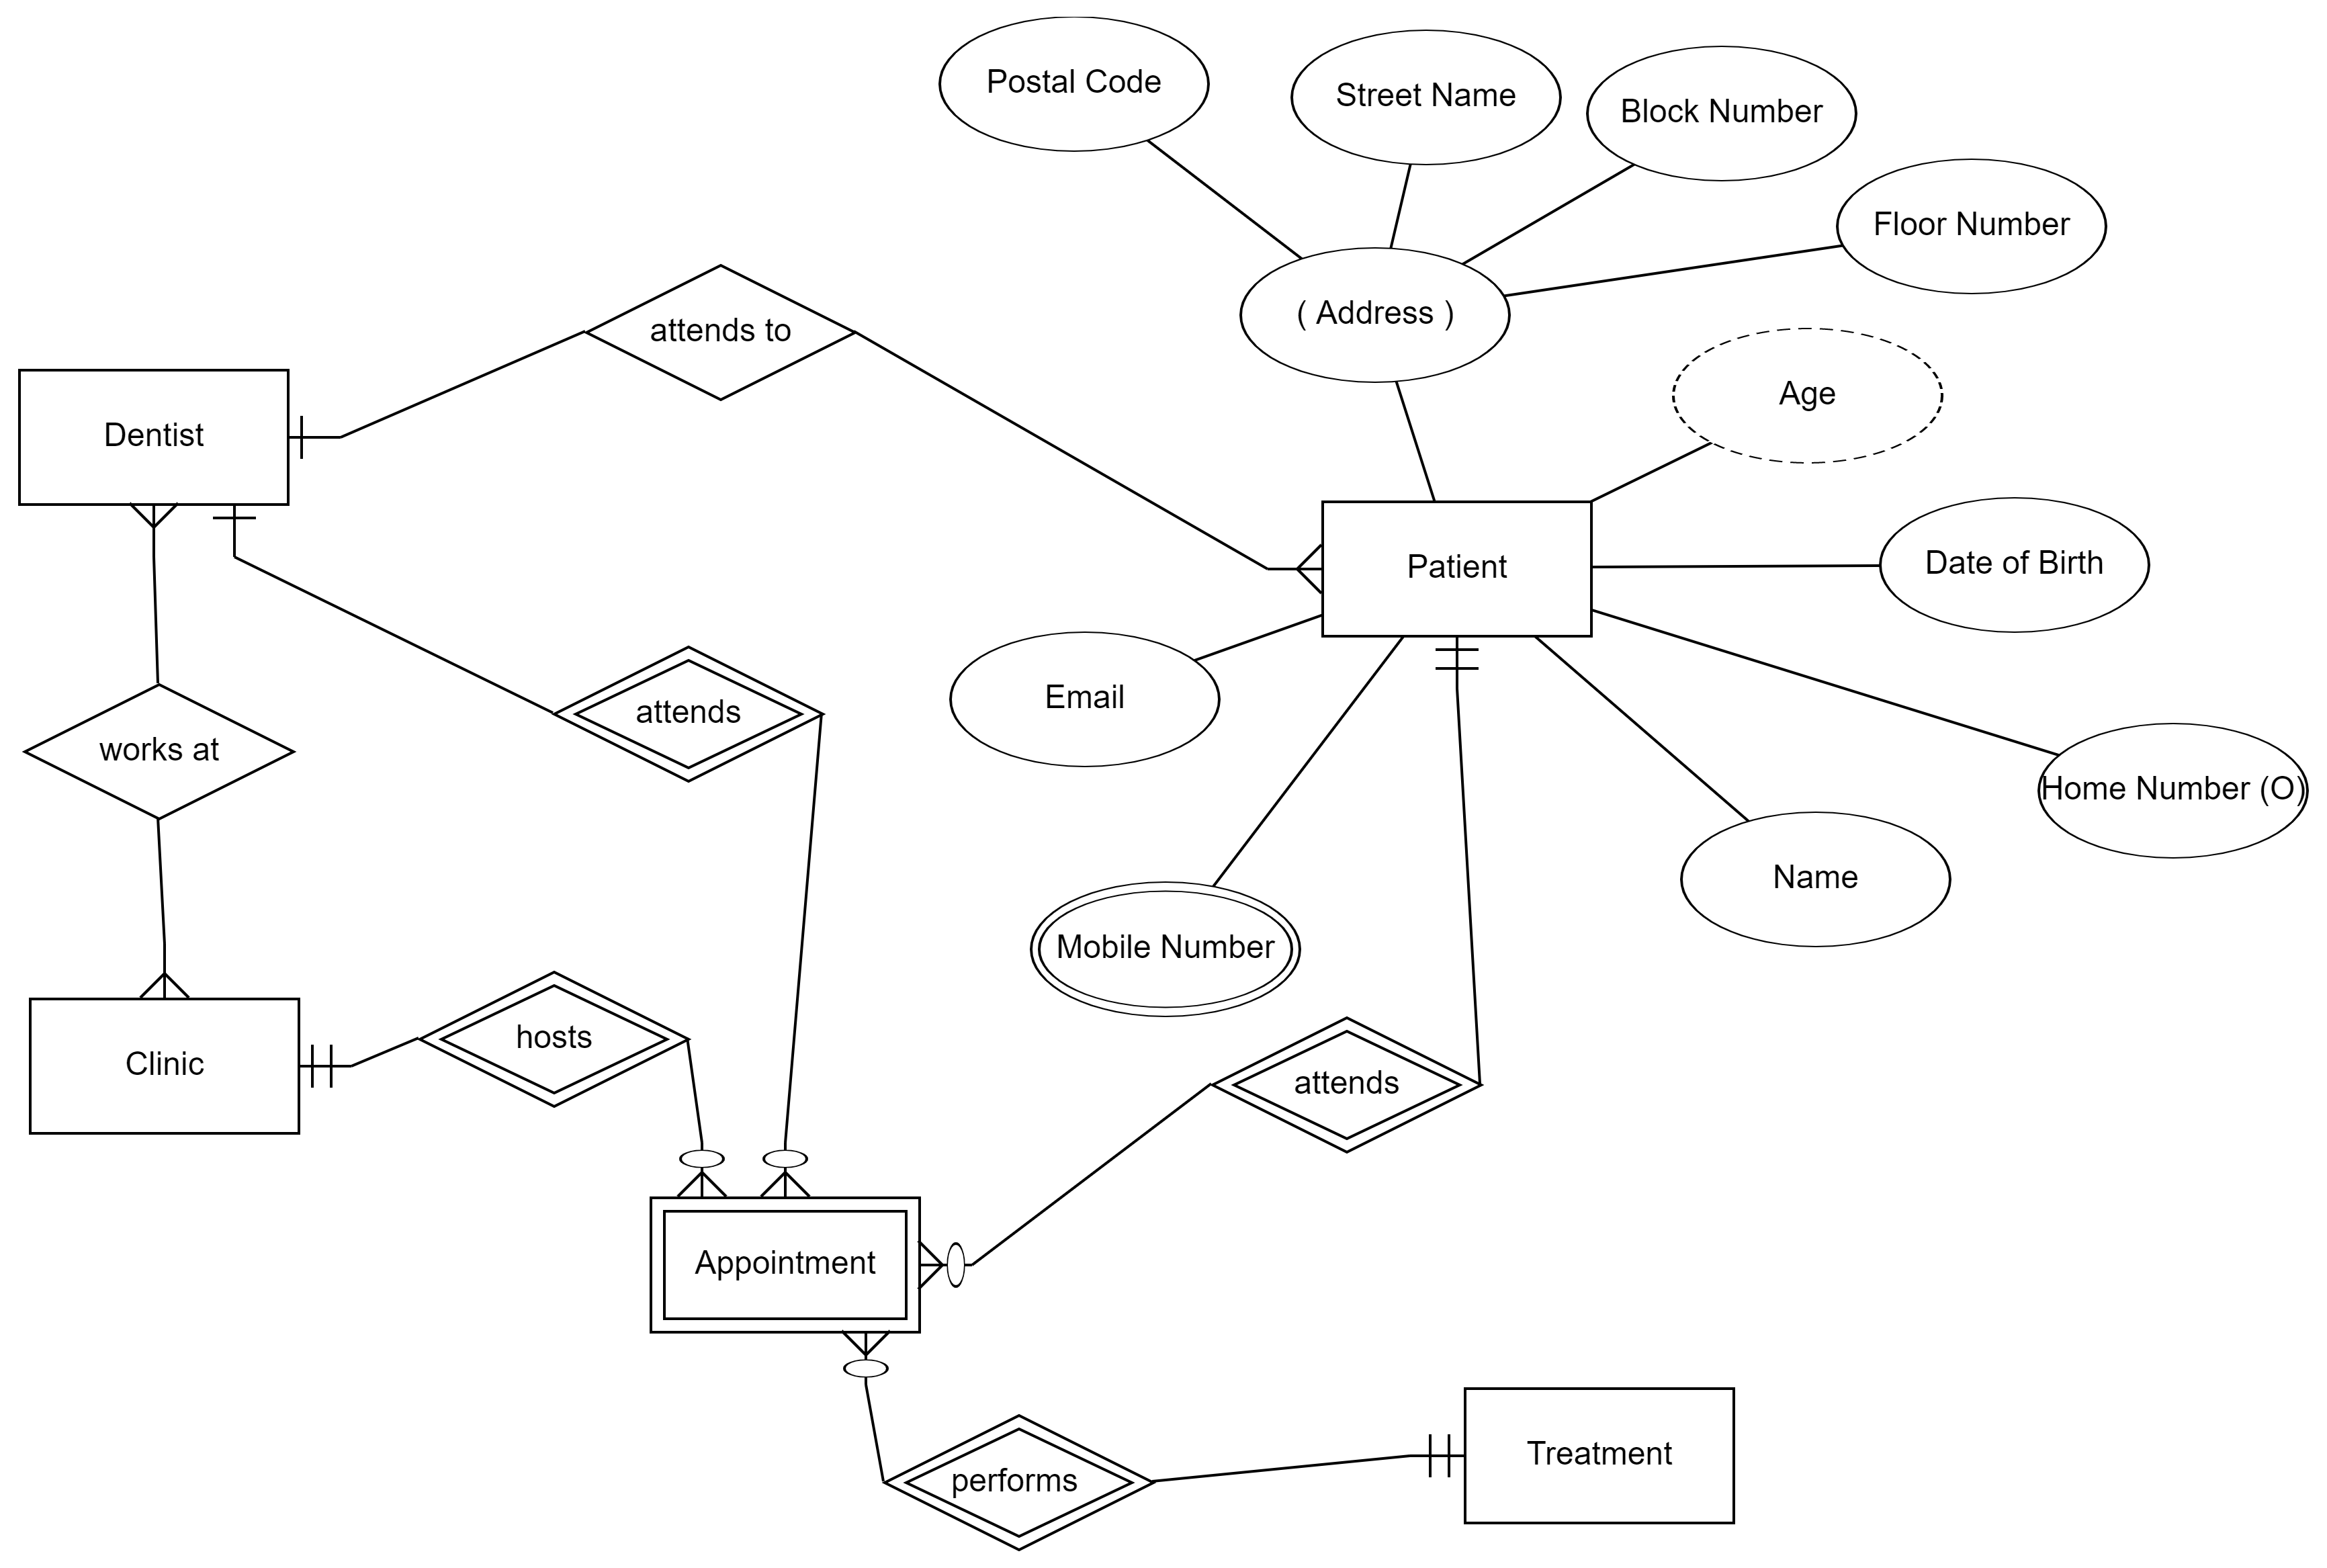 Postal Code
Street Name
Block Number
Floor Number
( Address )
attends to
Age
Dentist
Patient
Date of Birth
Email
attends
works at
Home Number (O)
Name
Mobile Number
hosts
Clinic
attends
Appointment
Treatment
performs